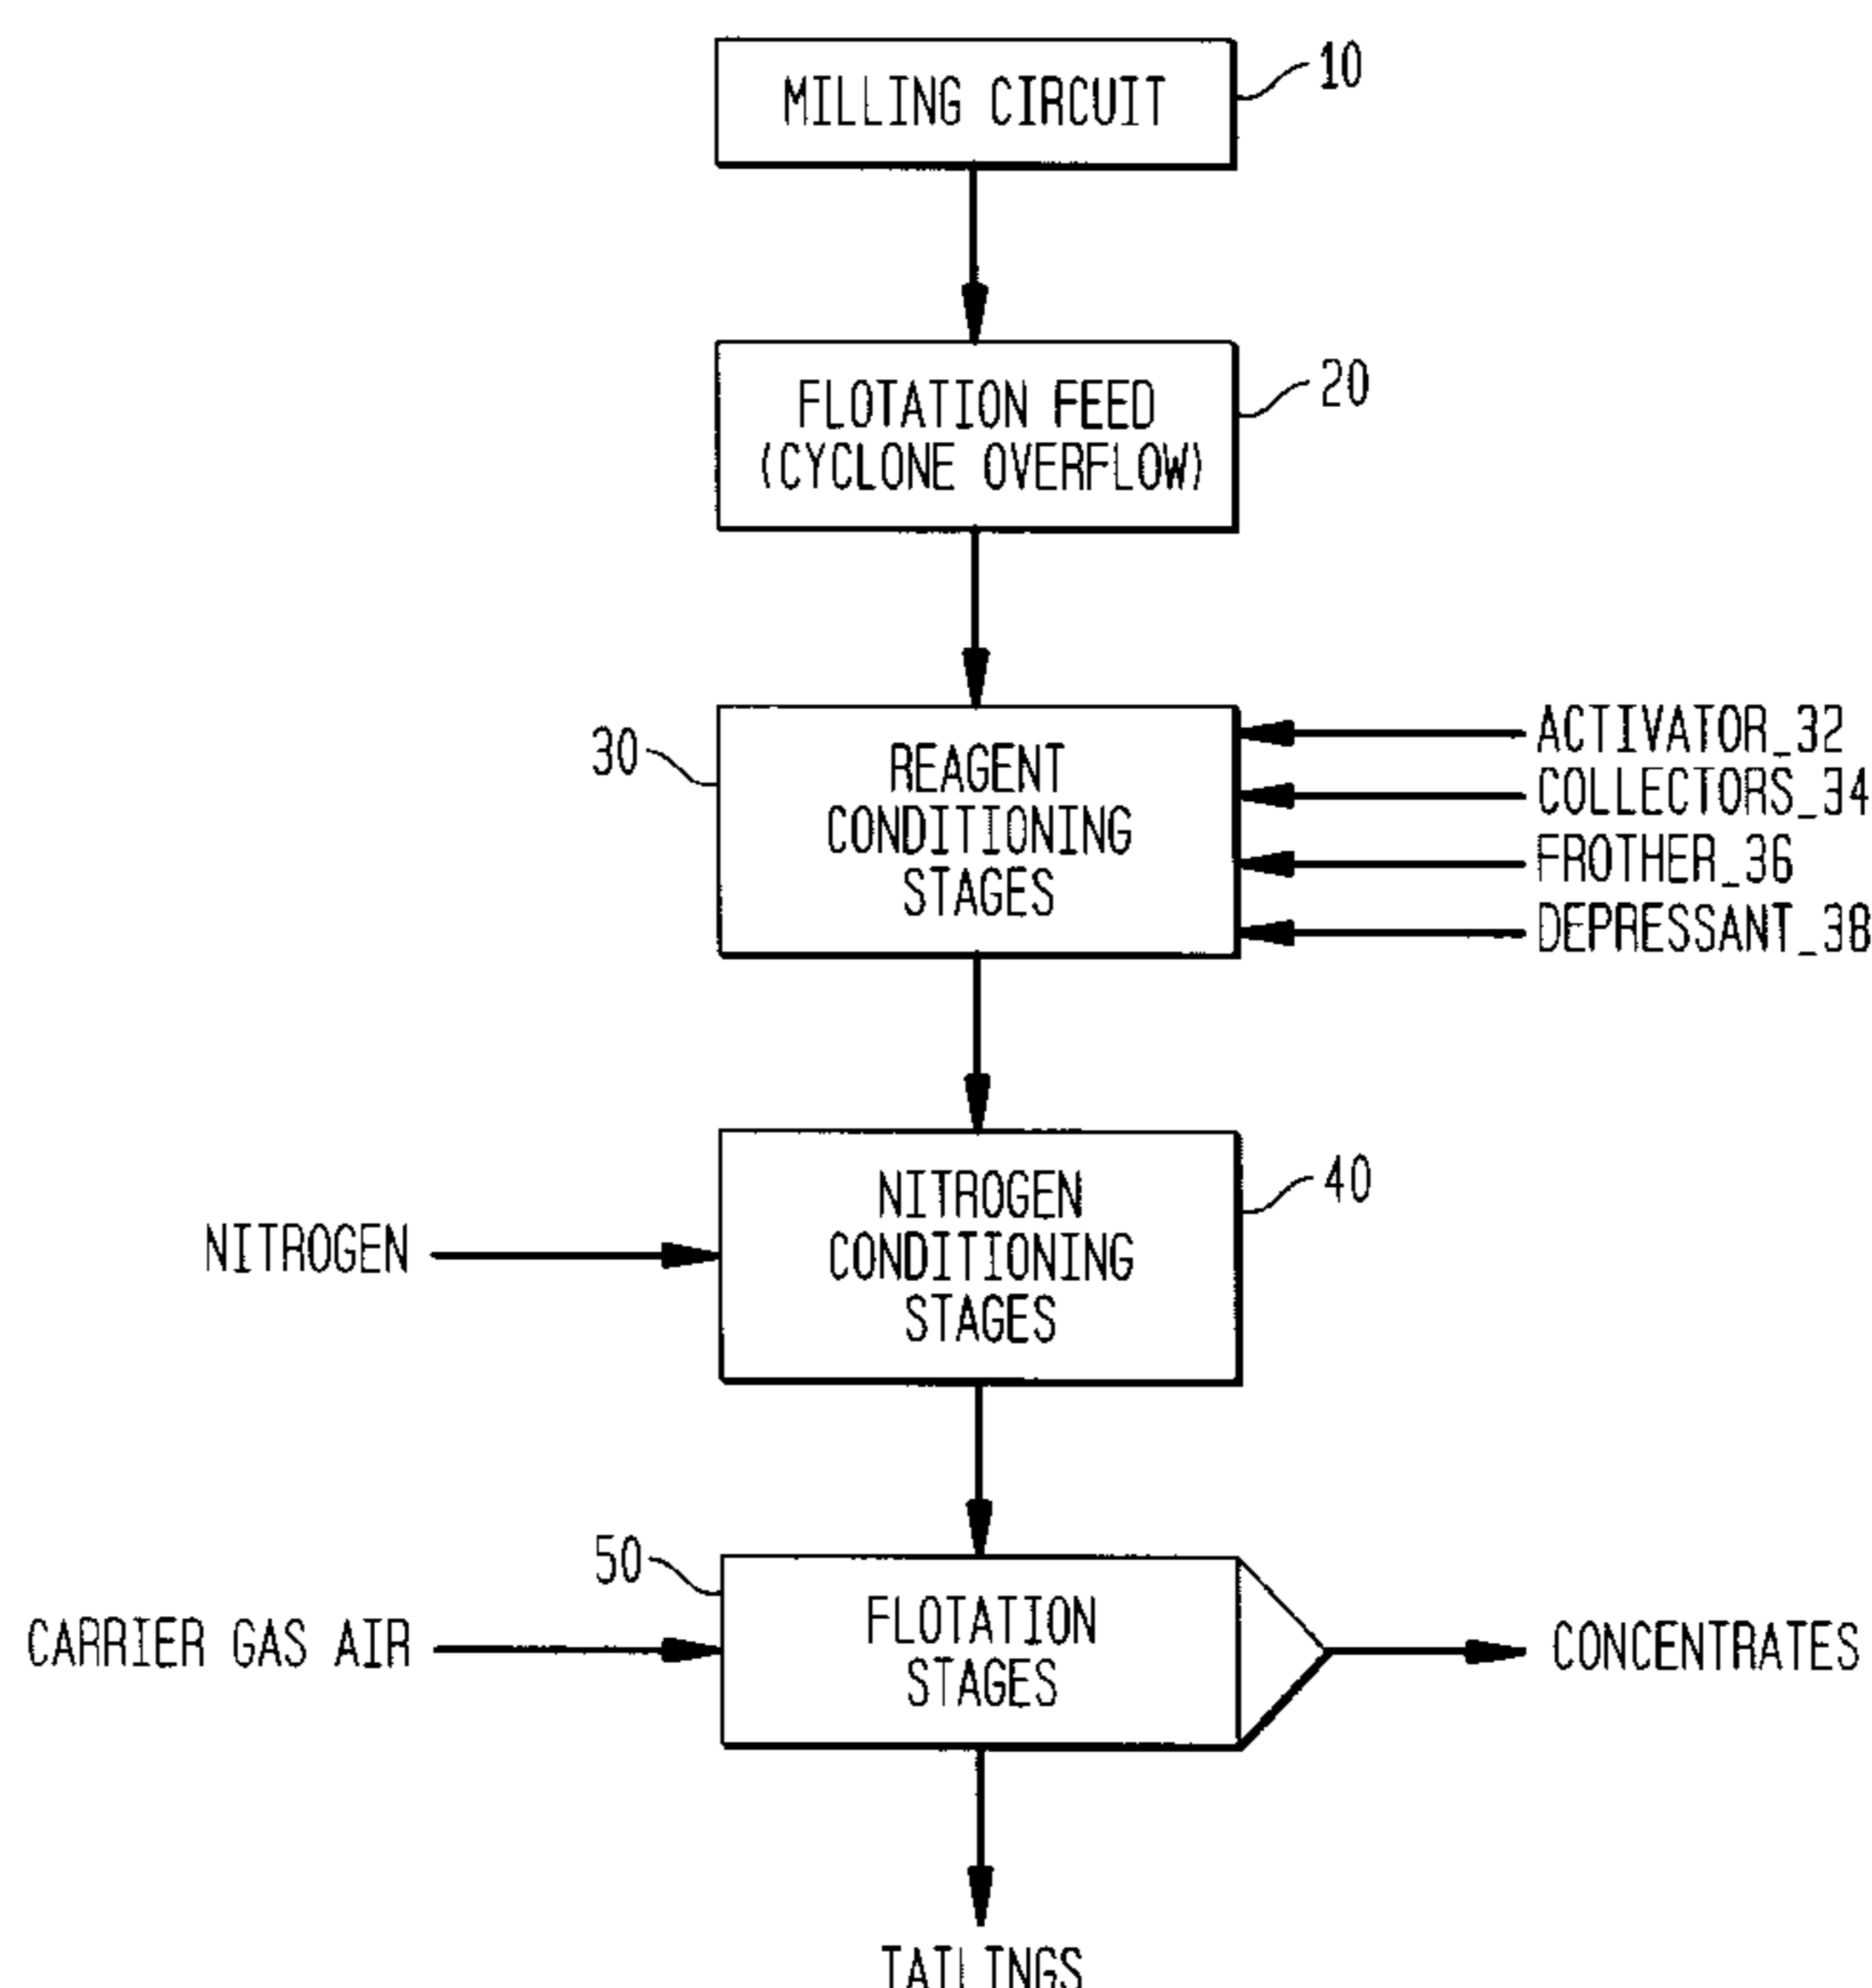 MILLING CIRCUIT
10
FLOTATION FEED
(CYCLONE OVERFLOW)
20
30
REAGENT
CONDITIONING
STAGES
ACTIVATOR_32
COLLECTORS_34
FROTHER_36
DEPRESSANT_38
NITROGEN
NITROGEN
CONDITIONING
STAGES
40
50
CARRIER GAS AIR
FLOTATION
STAGES
CONCENTRATES
TAILINGS